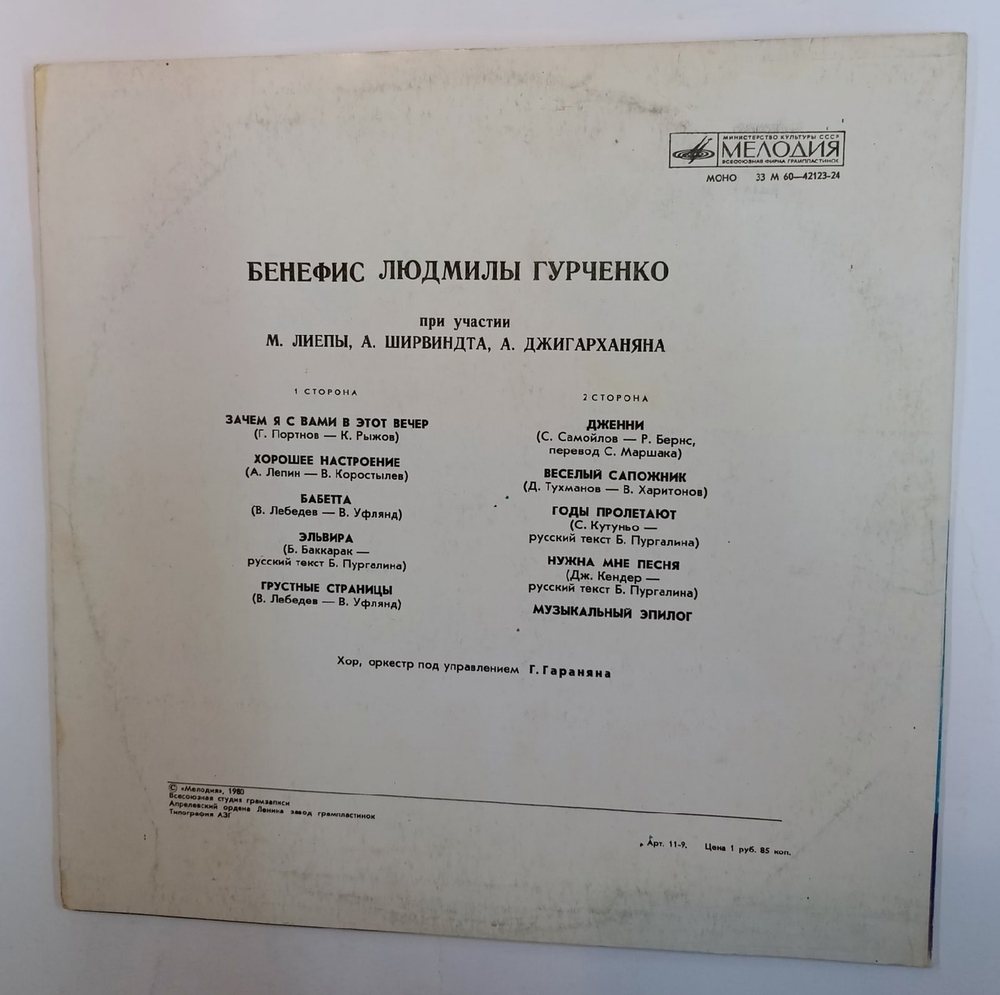 МИНИСТЕРСТВО КУЛЬТУРЫ СССР
МЕЛОДИЯ
ВСЕСОЮЗНАЯ ФИРМА ГРАМПЛАСТИНОК
МОНО 33 М 60—42123-24
БЕНЕФИС ЛЮДМИЛЫ ГУРЧЕНКО
при участии
М. ЛИЕПЫ, А. ШИРВИНДТА, А. ДЖИГАРХАНЯНА
1 СТОРОНА
ЗАЧЕМ Я С ВАМИ В ЭТОТ ВЕЧЕР
(Г. Портнов — К. Рыжов)
ХОРОШЕЕ НАСТРОЕНИЕ
(А. Лепин — В. Коростылев)
БАБЕТТА
(В. Лебедев — В. Уфлянд)
ЭЛЬВИРА
(Б. Баккарак —
русский текст Б. Пургалина)
ГРУСТНЫЕ СТРАНИЦЫ
(В. Лебедев — В. Уфлянд)
2 СТОРОНА
ДЖЕННИ
(С. Самойлов — Р. Бернс,
перевод С. Маршака)
ВЕСЕЛЫЙ САПОЖНИК
(Д. Тухманов — В. Харитонов)
ГОДЫ ПРОЛЕТАЮТ
(С. Кутуньо —
русский текст Б. Пургалина)
НУЖНА МНЕ ПЕСНЯ
(Дж. Кендер —
русский текст Б. Пургалина)
МУЗЫКАЛЬНЫЙ ЭПИЛОГ
Хор, оркестр под управлением Г. Гараняна
© «Мелодия», 1980
Всесоюзная студия грамзаписи
Апрелевский ордена Ленина завод грампластинок
Типография АЗГ
Арт. 11-9. Цена 1 руб. 85 коп.